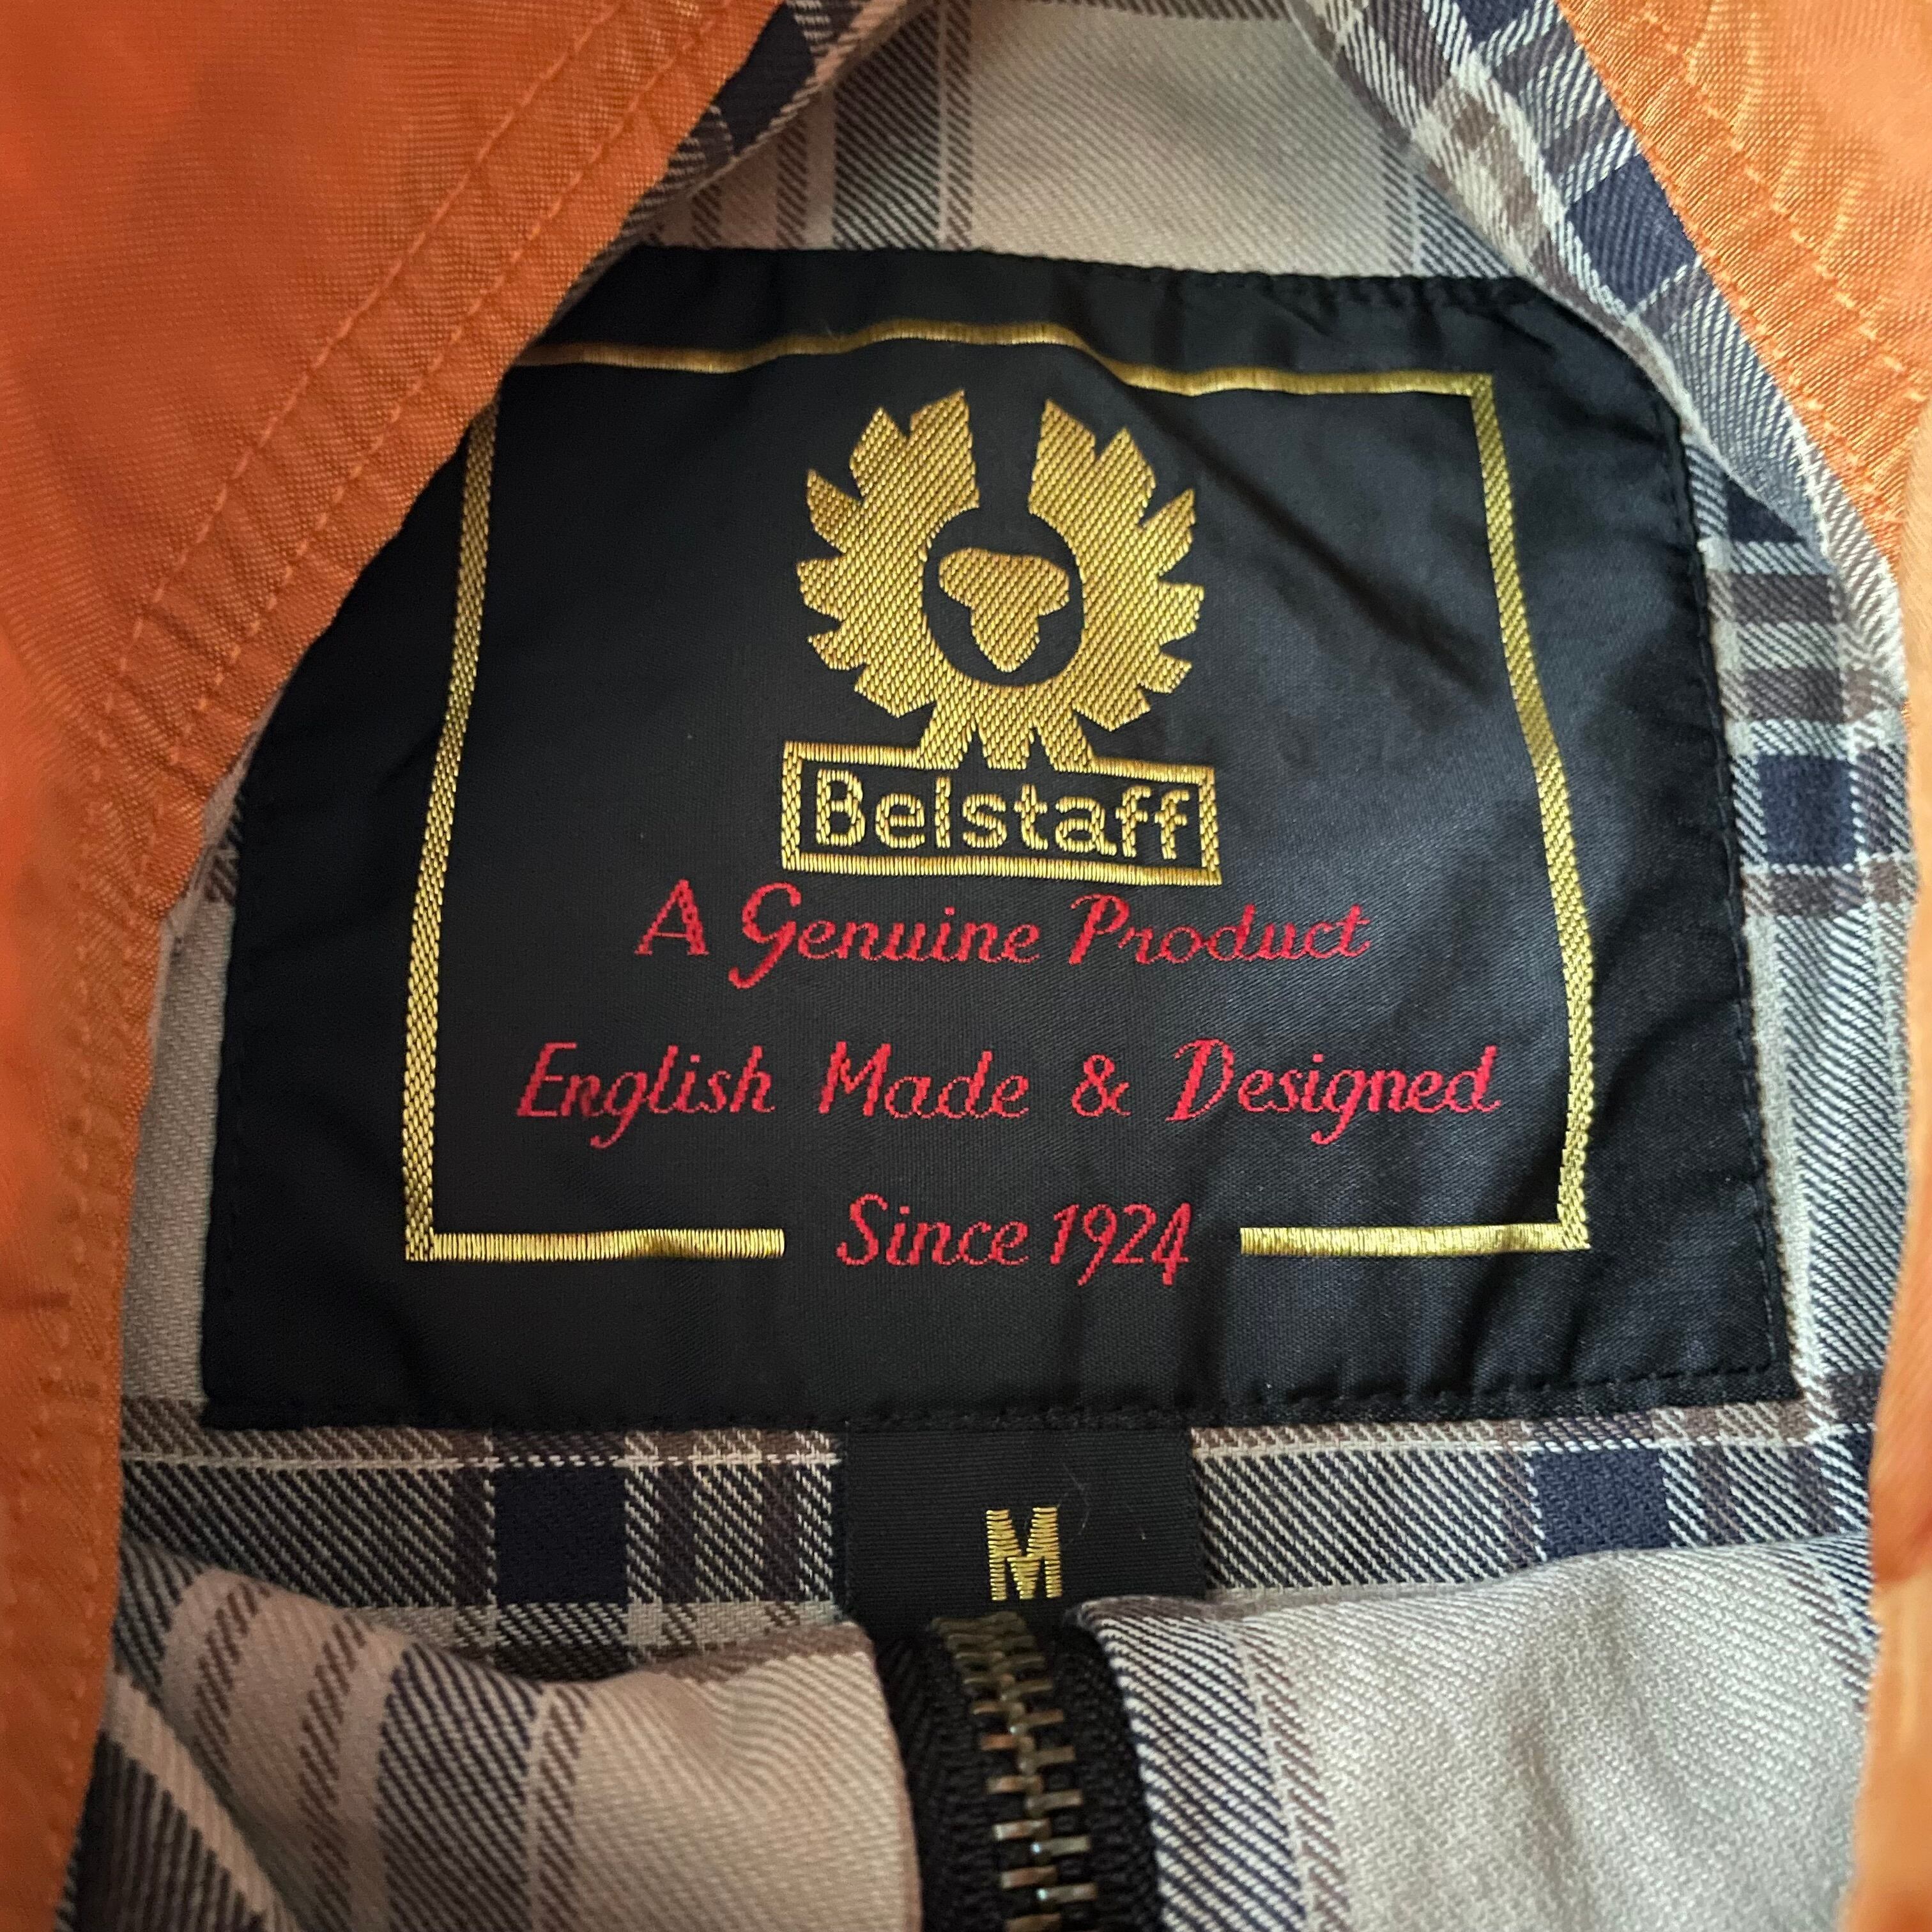 Belstaff
A Genuine Product
English Made & Designed
Since 1924
M